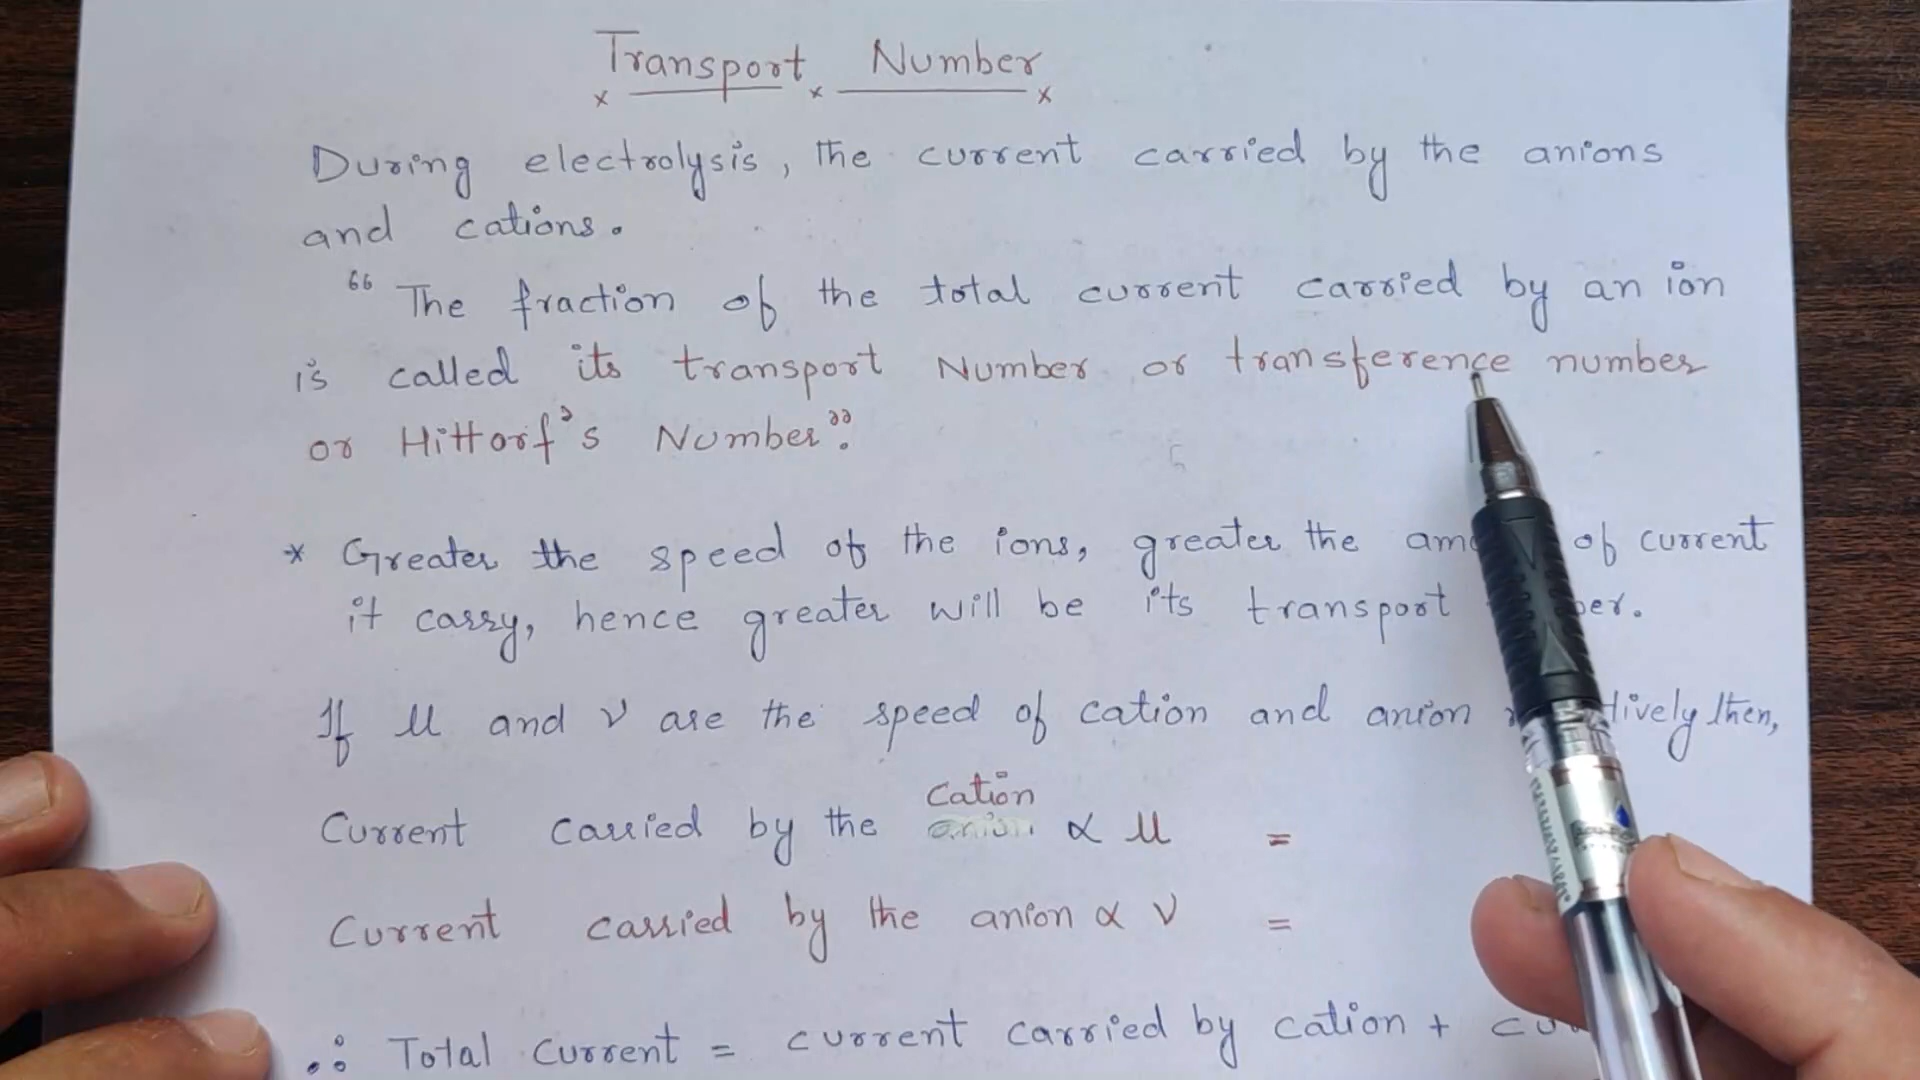 Transport Number
During electrolysis, the current carried by the anions
and cations.
"The fraction of the total current carried by an ion
is called its transport Number or transference number
or Hittorf's Number".
* Greater the speed of the ions, greater the of current
it carry, hence greater will be its transport
If u and v are the speed of cation and anion then,
Cation
Current carried by the anion ∝ u =
Current carried by the anion ∝ v =
∴ Total current = current carried by cation +